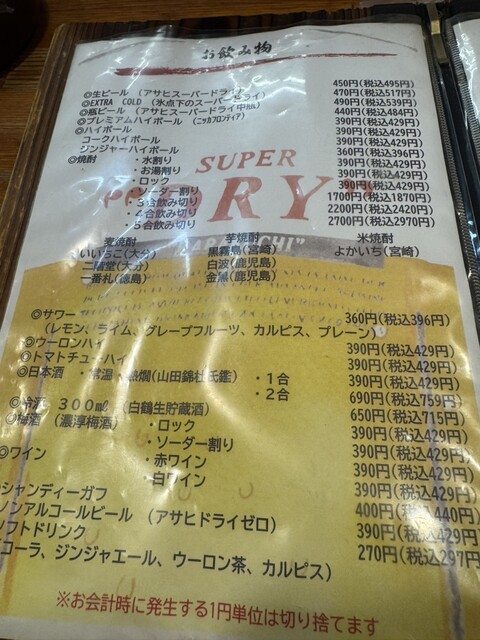 お飲み物
◎生ビール (アサヒスーパードライ) 450円(税込495円)
◎EXTRA COLD (氷点下のスーパードライ) 470円(税込517円)
◎瓶ビール (アサヒスーパードライ中瓶) 490円(税込539円)
◎プレミアムハイボール (ニッカフロンティア) 440円(税込484円)
◎ハイボール 390円(税込429円)
コークハイボール 390円(税込429円)
ジンジャーハイボール 390円(税込429円)
◎焼酎 ・水割り 360円(税込396円)
・お湯割り 390円(税込429円)
・ロック 390円(税込429円)
・ソーダー割り 390円(税込429円)
・3合飲み切り 1700円(税込1870円)
・4合飲み切り 2200円(税込2420円)
・5合飲み切り 2700円(税込2970円)
SUPER
RY
麦焼酎 芋焼酎 米焼酎
いいちこ(大分) 黒霧島(宮崎) よかいち(宮崎)
二階堂(大分) 白波(鹿児島)
一番札(徳島) 金黒(鹿児島)
◎サワー 360円(税込396円)
(レモン、ライム、グレープフルーツ、カルピス、プレーン)
◎ウーロンハイ 390円(税込429円)
◎トマトチューハイ 390円(税込429円)
◎日本酒 ・常温・熱燗(山田錦杜氏鑑) ・1合 390円(税込429円)
・2合 690円(税込759円)
◎冷酒 300㎖ (白鶴生貯蔵酒) 650円(税込715円)
◎梅酒 (濃淳梅酒) ・ロック 390円(税込429円)
・ソーダー割り 390円(税込429円)
◎ワイン ・赤ワイン 390円(税込429円)
・白ワイン 390円(税込429円)
シャンディーガフ 400円(税込440円)
ノンアルコールビール (アサヒドライゼロ) 390円(税込429円)
ソフトドリンク 270円(税込297円)
コーラ、ジンジャエール、ウーロン茶、カルピス)
※お会計時に発生する1円単位は切り捨てます